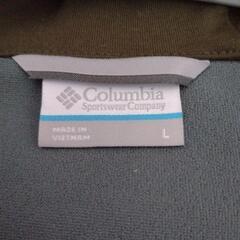 Columbia
Sportswear Company
MADE IN
VIETNAM
L